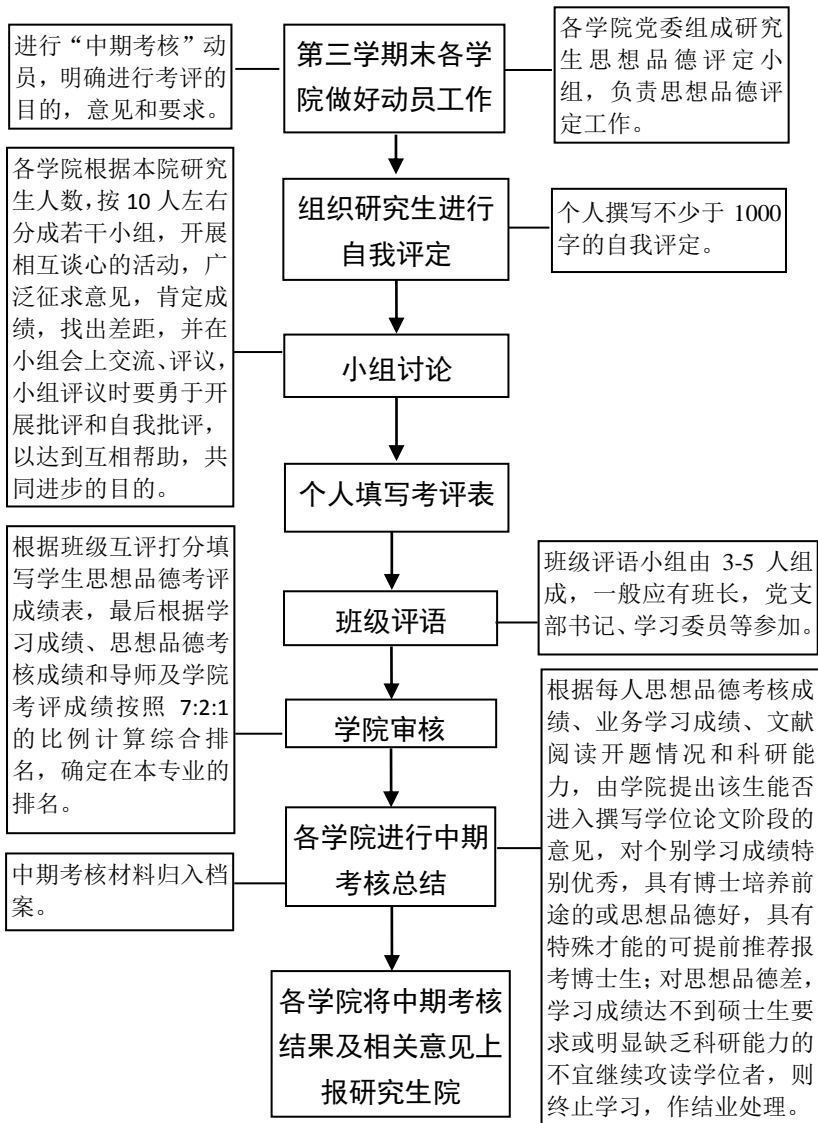 进行“中期考核”动
员，明确进行考评的
目的，意见和要求。
第三学期末各学
院做好动员工作
各学院党委组成研究
生思想品德评定小
组，负责思想品德评
定工作。
各学院根据本院研究
生人数，按 10 人左右
分成若干小组，开展
相互谈心的活动，广
泛征求意见，肯定成
绩，找出差距，并在
小组会上交流、评议，
小组评议时要勇于开
展批评和自我批评，
以达到互相帮助，共
同进步的目的。
组织研究生进行
自我评定
个人撰写不少于 1000
字的自我评定。
小组讨论
个人填写考评表
根据班级互评打分填
写学生思想品德考评
成绩表，最后根据学
习成绩、思想品德考
核成绩和导师及学院
考评成绩按照 7:2:1
的比例计算综合排
名，确定在本专业的
排名。
班级评语
班级评语小组由 3-5 人组
成，一般应有班长，党支
部书记、学习委员等参加。
学院审核
各学院进行中期
考核总结
中期考核材料归入档
案。
根据每人思想品德考核成
绩、业务学习成绩、文献
阅读开题情况和科研能
力，由学院提出该生能否
进入撰写学位论文阶段的
意见，对个别学习成绩特
别优秀，具有博士培养前
途的或思想品德好，具有
特殊才能的可提前推荐报
考博士生；对思想品德差，
学习成绩达不到硕士生要
求或明显缺乏科研能力的
不宜继续攻读学位者，则
终止学习，作结业处理。
各学院将中期考核
结果及相关意见上
报研究生院